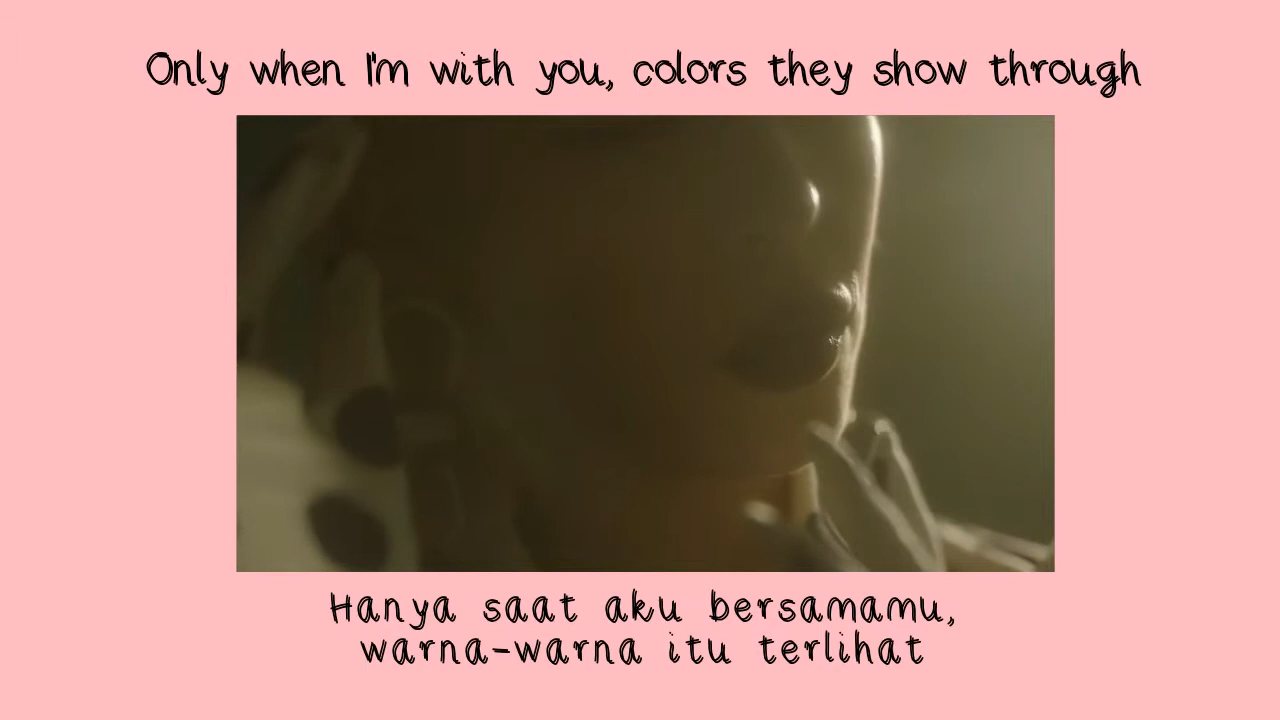 Only when I'm with you, colors they show through
Hanya saat aku bersamamu,
warna-warna itu terlihat